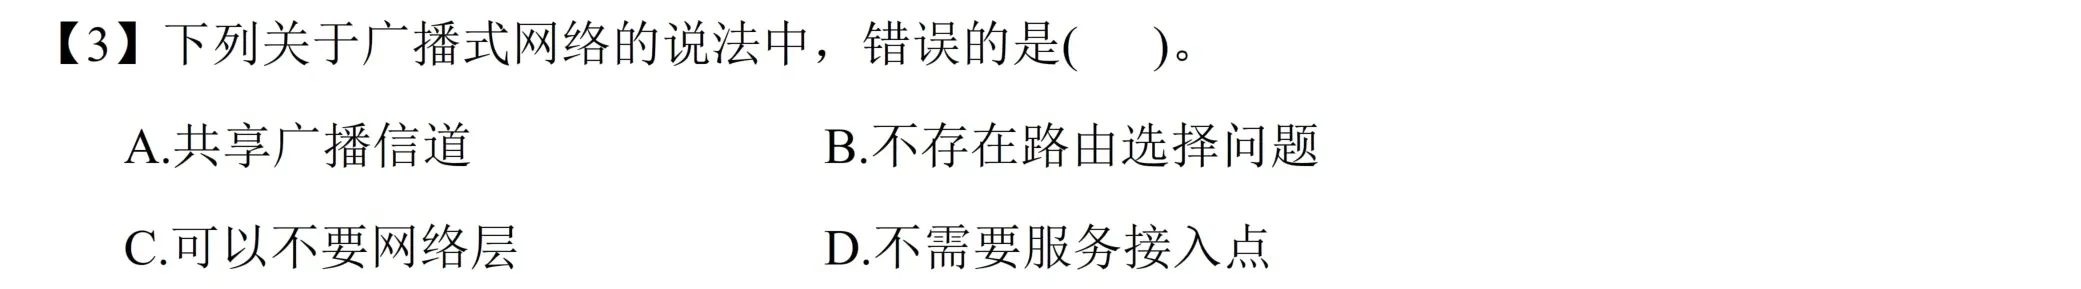 【3】下列关于广播式网络的说法中，错误的是(    )。
A.共享广播信道    B.不存在路由选择问题
C.可以不要网络层    D.不需要服务接入点